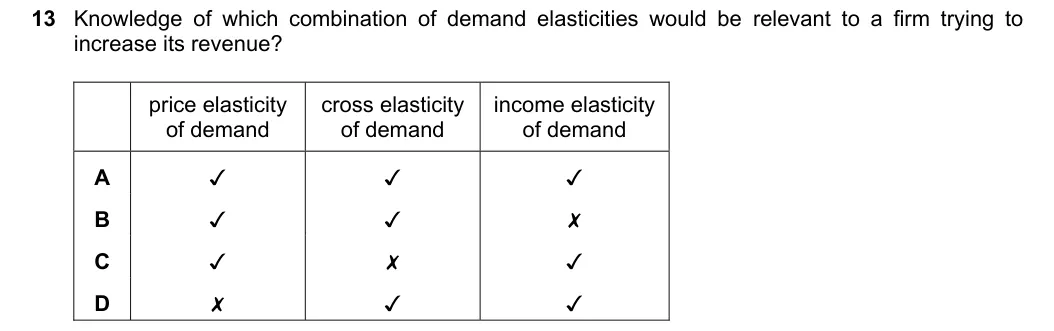 13 Knowledge of which combination of demand elasticities would be relevant to a firm trying to
increase its revenue?
price elasticity of demand cross elasticity of demand income elasticity of demand
A ✓ ✓ ✓
B ✓ ✓ ✗
C ✓ ✗ ✓
D ✗ ✓ ✓